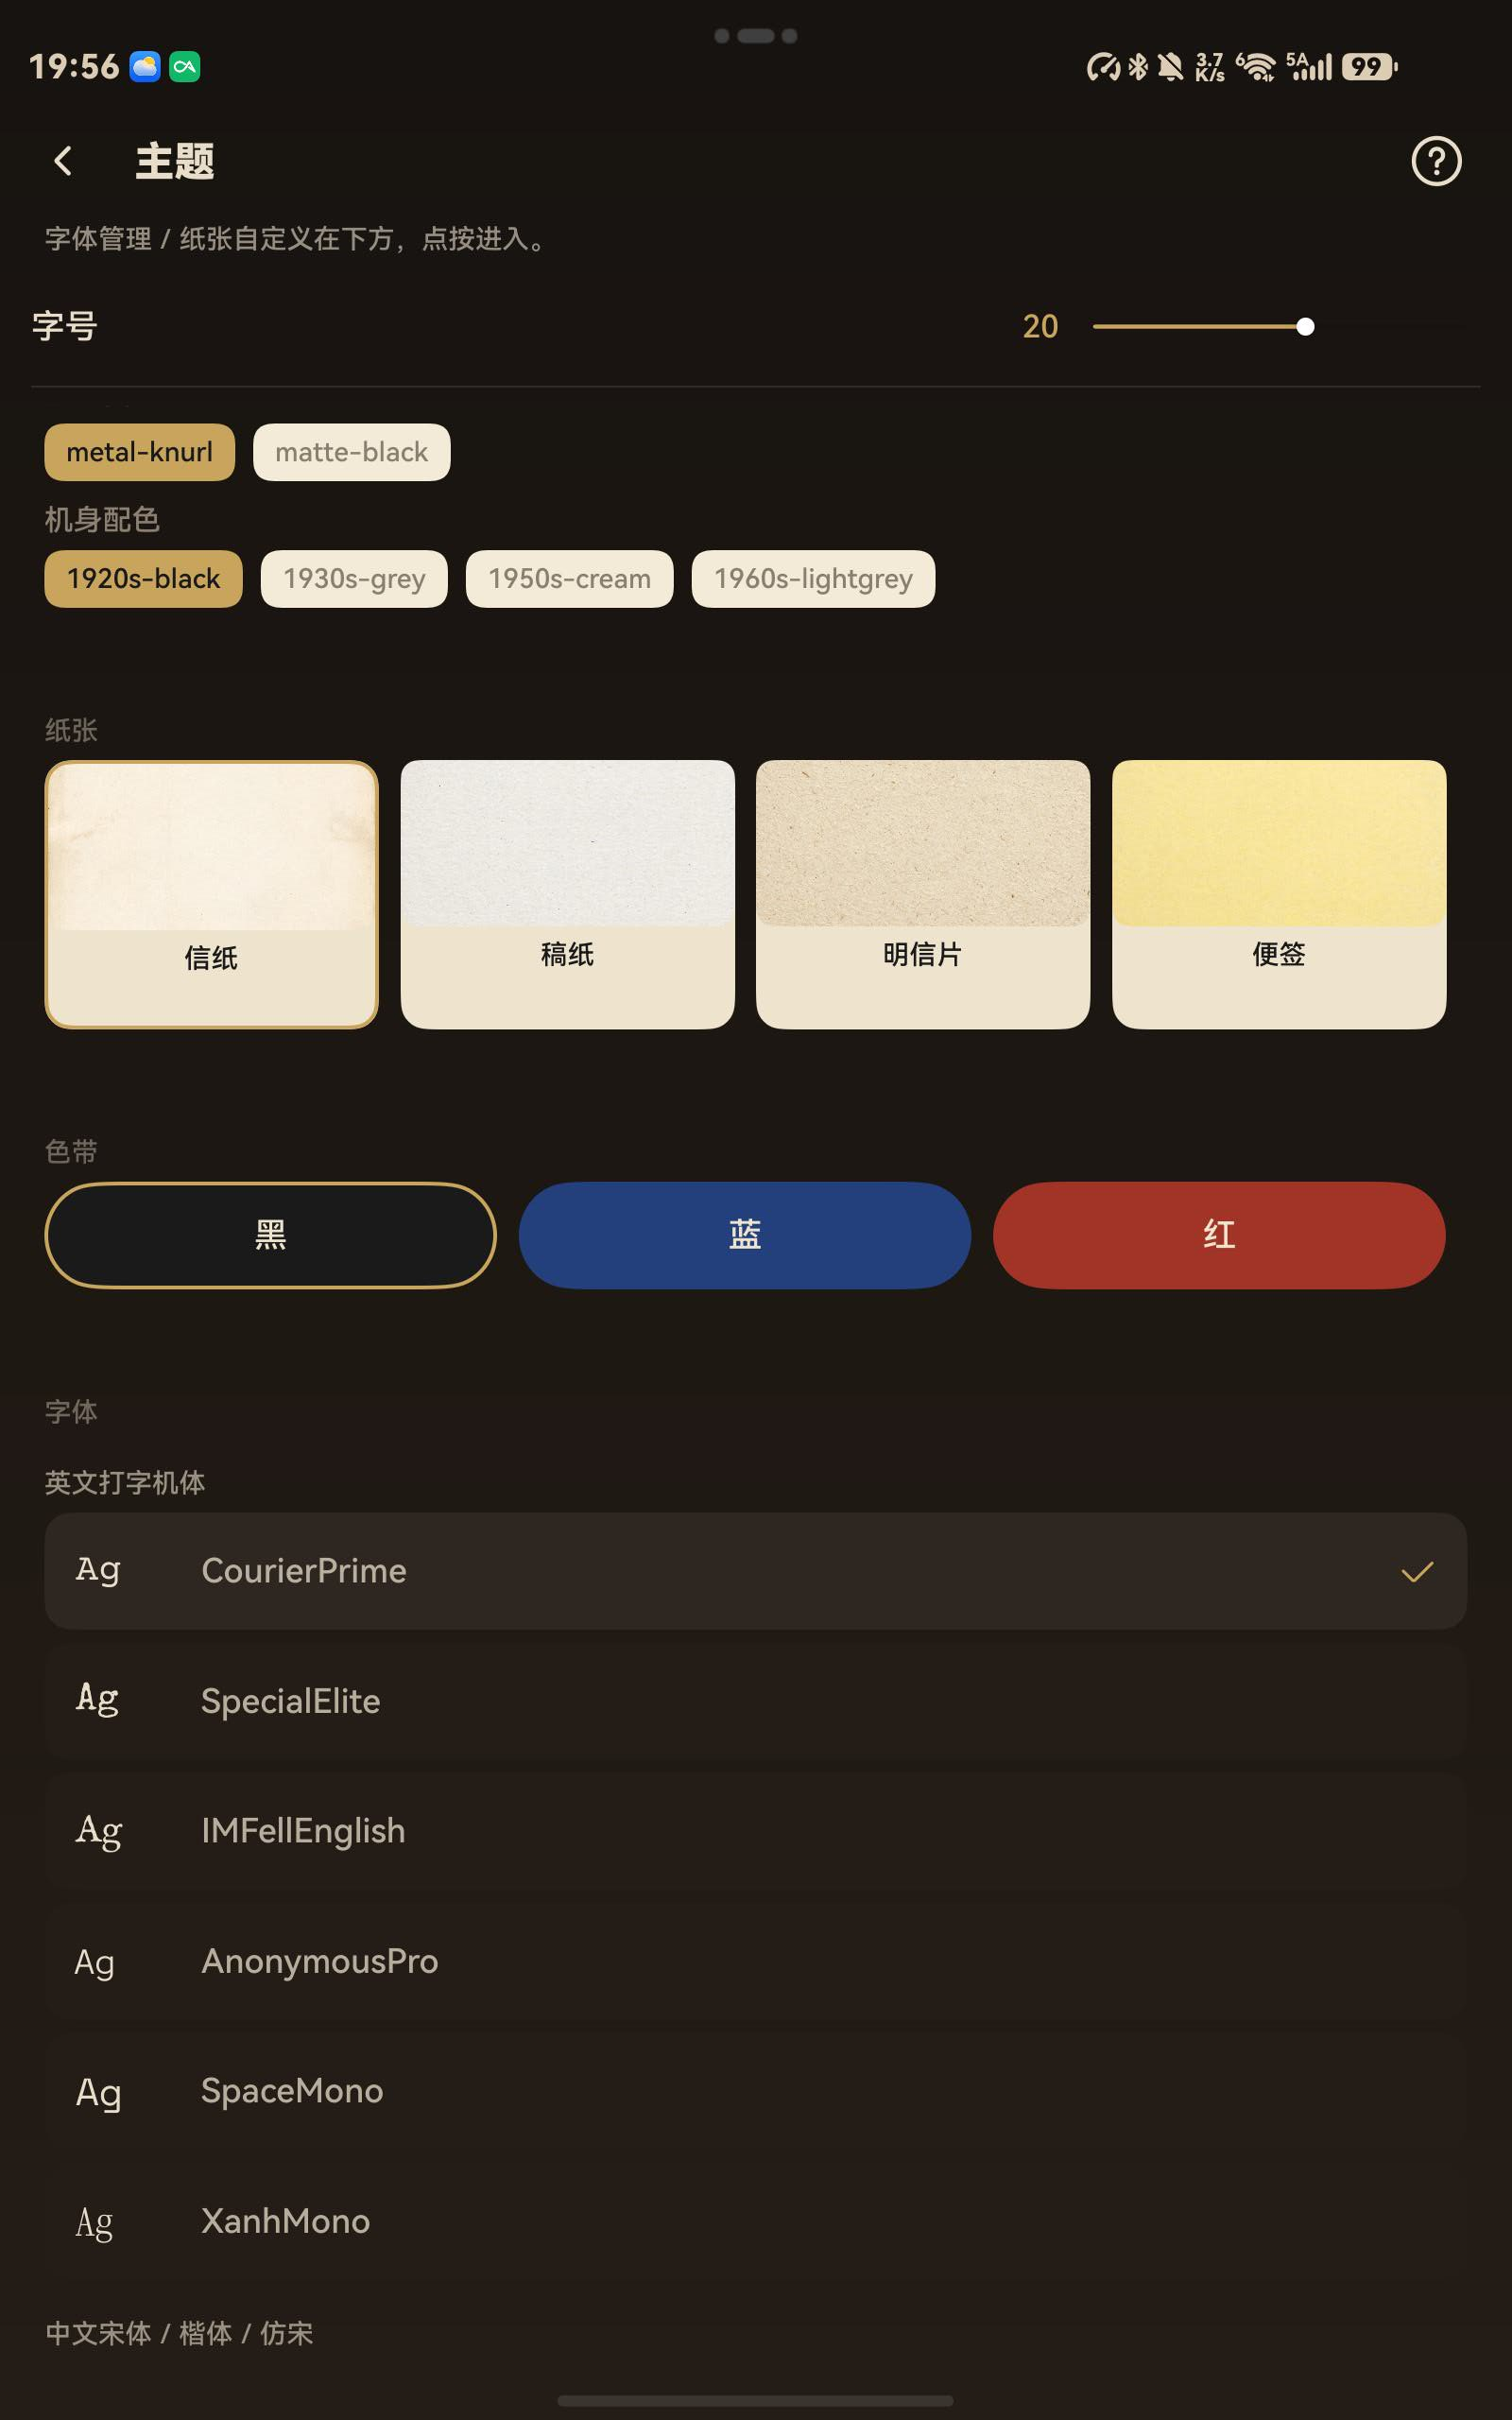 19:56
3.7 K/s 6 5A 99
主题
字体管理 / 纸张自定义在下方，点按进入。
字号 20
metal-knurl matte-black
机身配色
1920s-black 1930s-grey 1950s-cream 1960s-lightgrey
纸张
信纸 稿纸 明信片 便签
色带
黑 蓝 红
字体
英文打字机体
Ag CourierPrime
Ag SpecialElite
Ag IMFellEnglish
Ag AnonymousPro
Ag SpaceMono
Ag XanhMono
中文宋体 / 楷体 / 仿宋